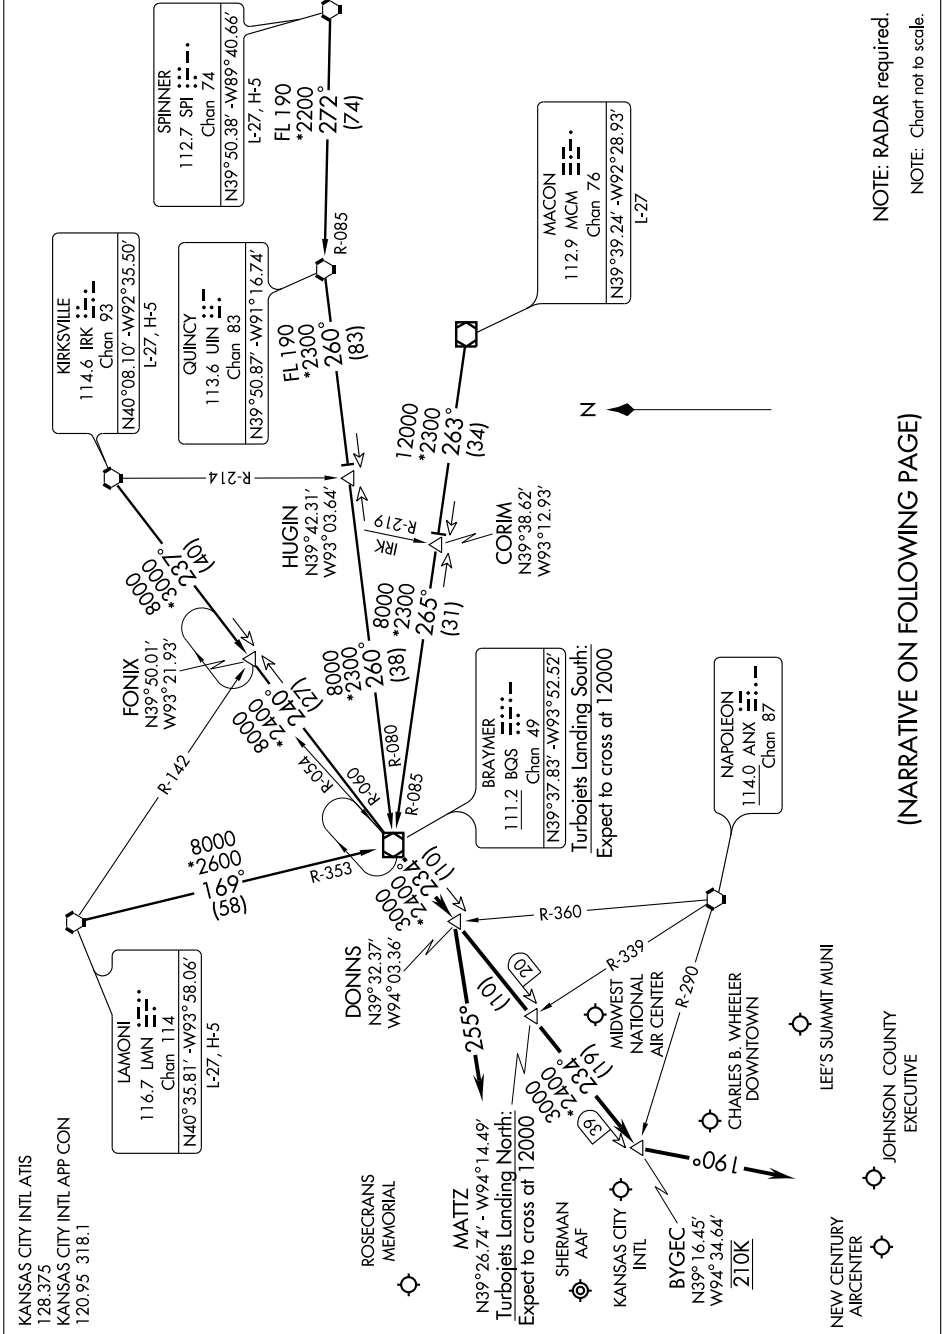 KANSAS CITY INTL ATIS
128.375
KANSAS CITY INTL APP CON
120.95 318.1
SPINNER
112.7 SPI
Chan 74
N39°50.38' -W89°40.66'
L-27, H-5
FL 190
*2200
272°
(74)
R-085
KIRKSVILLE
114.6 IRK
Chan 93
N40°08.10' -W92°35.50'
L-27, H-5
QUINCY
113.6 UIN
Chan 83
N39°50.87' -W91°16.74'
FL 190
*2300
260°
(83)
MACON
112.9 MCM
Chan 76
N39°39.24' -W92°28.93'
L-27
12000
*2300
263°
(34)
R-214
HUGIN
N39°42.31'
W93°03.64'
IRK
R-219
CORIM
N39°38.62'
W93°12.93'
N
8000
*3000
237°
(40)
FONIX
N39°50.01'
W93°21.93'
8000
*2400
240°
(27)
R-054
R-060
8000
*2300
260°
(38)
R-080
8000
*2300
265°
(31)
R-085
R-142
LAMONI
116.7 LMN
Chan 114
N40°35.81' -W93°58.06'
L-27, H-5
8000
*2600
169°
(58)
R-353
BRAYMER
111.2 BQS
Chan 49
N39°37.83' -W93°52.52'
Turbojets Landing South:
Expect to cross at 12000
NAPOLEON
114.0 ANX
Chan 87
3000
*2400
234°
(10)
DONNS
N39°32.37'
W94°03.36'
R-360
R-339
R-290
255°
(10)
20
MATTZ
N39°26.74' - W94°14.49'
Turbojets Landing North:
Expect to cross at 12000
3000
*2400
234°
(19)
39
BYGEC
N39°16.45'
W94°34.64'
210K
190°
ROSECRANS
MEMORIAL
SHERMAN
AAF
KANSAS CITY
INTL
MIDWEST
NATIONAL
AIR CENTER
CHARLES B. WHEELER
DOWNTOWN
LEE'S SUMMIT MUNI
JOHNSON COUNTY
EXECUTIVE
NEW CENTURY
AIRCENTER
NOTE: RADAR required.
NOTE: Chart not to scale.
(NARRATIVE ON FOLLOWING PAGE)